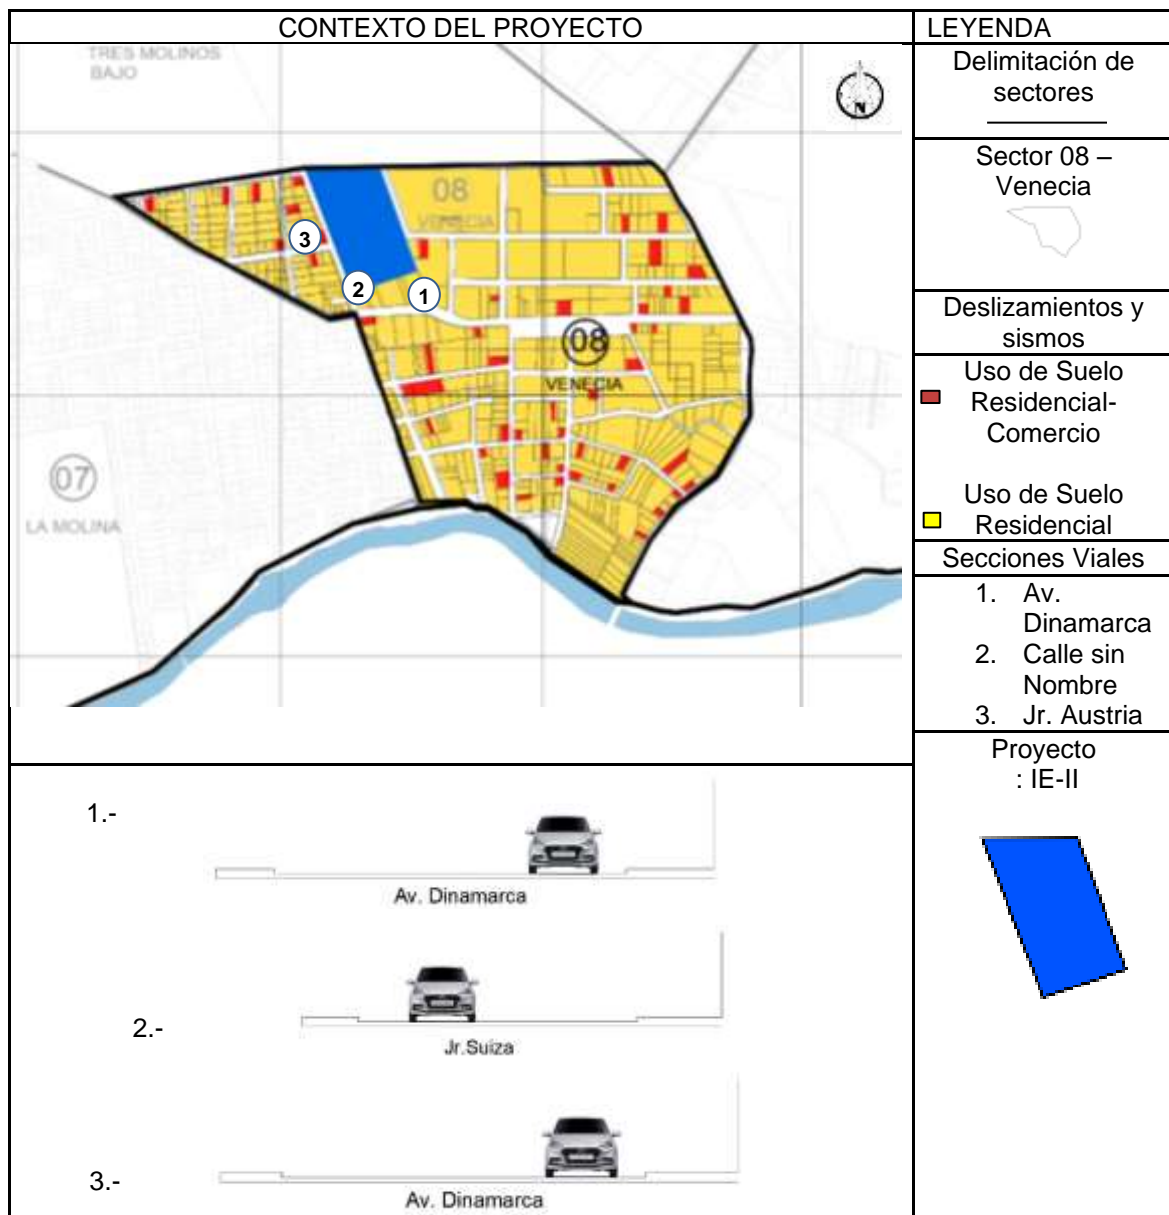 CONTEXTO DEL PROYECTO
TRES MOLINOS
BAJO
N
08
VENECIA
3
2
1
08
VENECIA
07
LA MOLINA
1.-
Av. Dinamarca
2.-
Jr.Suiza
3.-
Av. Dinamarca
LEYENDA
Delimitación de
sectores
Sector 08 –
Venecia
Deslizamientos y
sismos
Uso de Suelo
Residencial-
Comercio
Uso de Suelo
Residencial
Secciones Viales
1. Av.
Dinamarca
2. Calle sin
Nombre
3. Jr. Austria
Proyecto
: IE-II